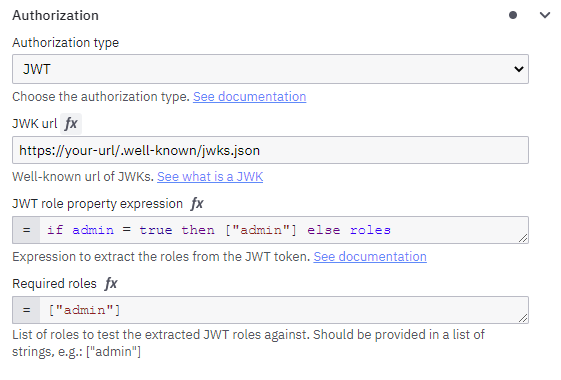 Authorization
Authorization type
JWT
Choose the authorization type. See documentation
JWK url fx
https://your-url/.well-known/jwks.json
Well-known url of JWKs. See what is a JWK
JWT role property expression fx
= if admin = true then ["admin"] else roles
Expression to extract the roles from the JWT token. See documentation
Required roles fx
= ["admin"]
List of roles to test the extracted JWT roles against. Should be provided in a list of
strings, e.g.: ["admin"]